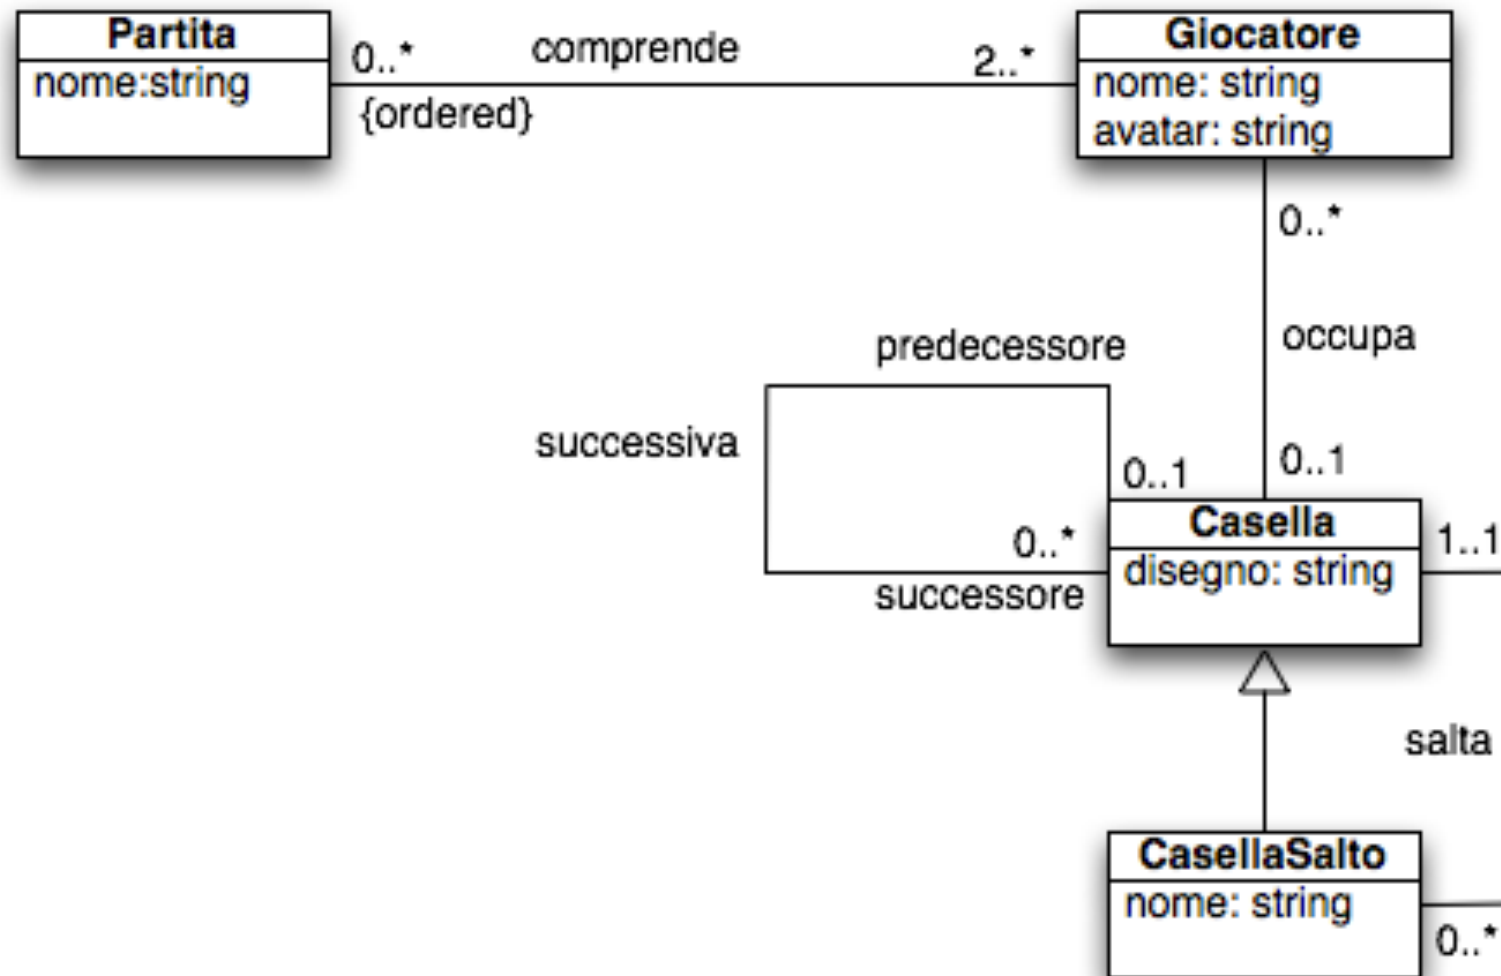 Partita
nome:string
0..*
comprende
2..*
{ordered}
Giocatore
nome: string
avatar: string
0..*
occupa
0..1
predecessore
successiva
0..1
0..*
successore
Casella
disegno: string
1..1
salta
CasellaSalto
nome: string
0..*